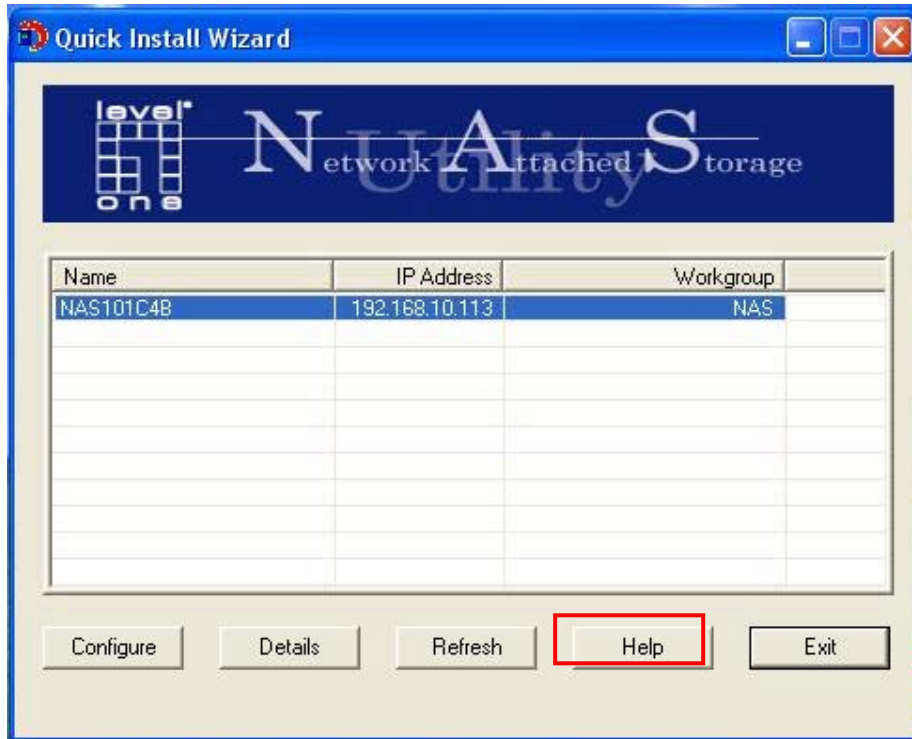 Quick Install Wizard
level
one
Network Attached Storage
Utility
Name IP Address Workgroup
NAS101C4B 192.168.10.113 NAS
Configure Details Refresh Help Exit